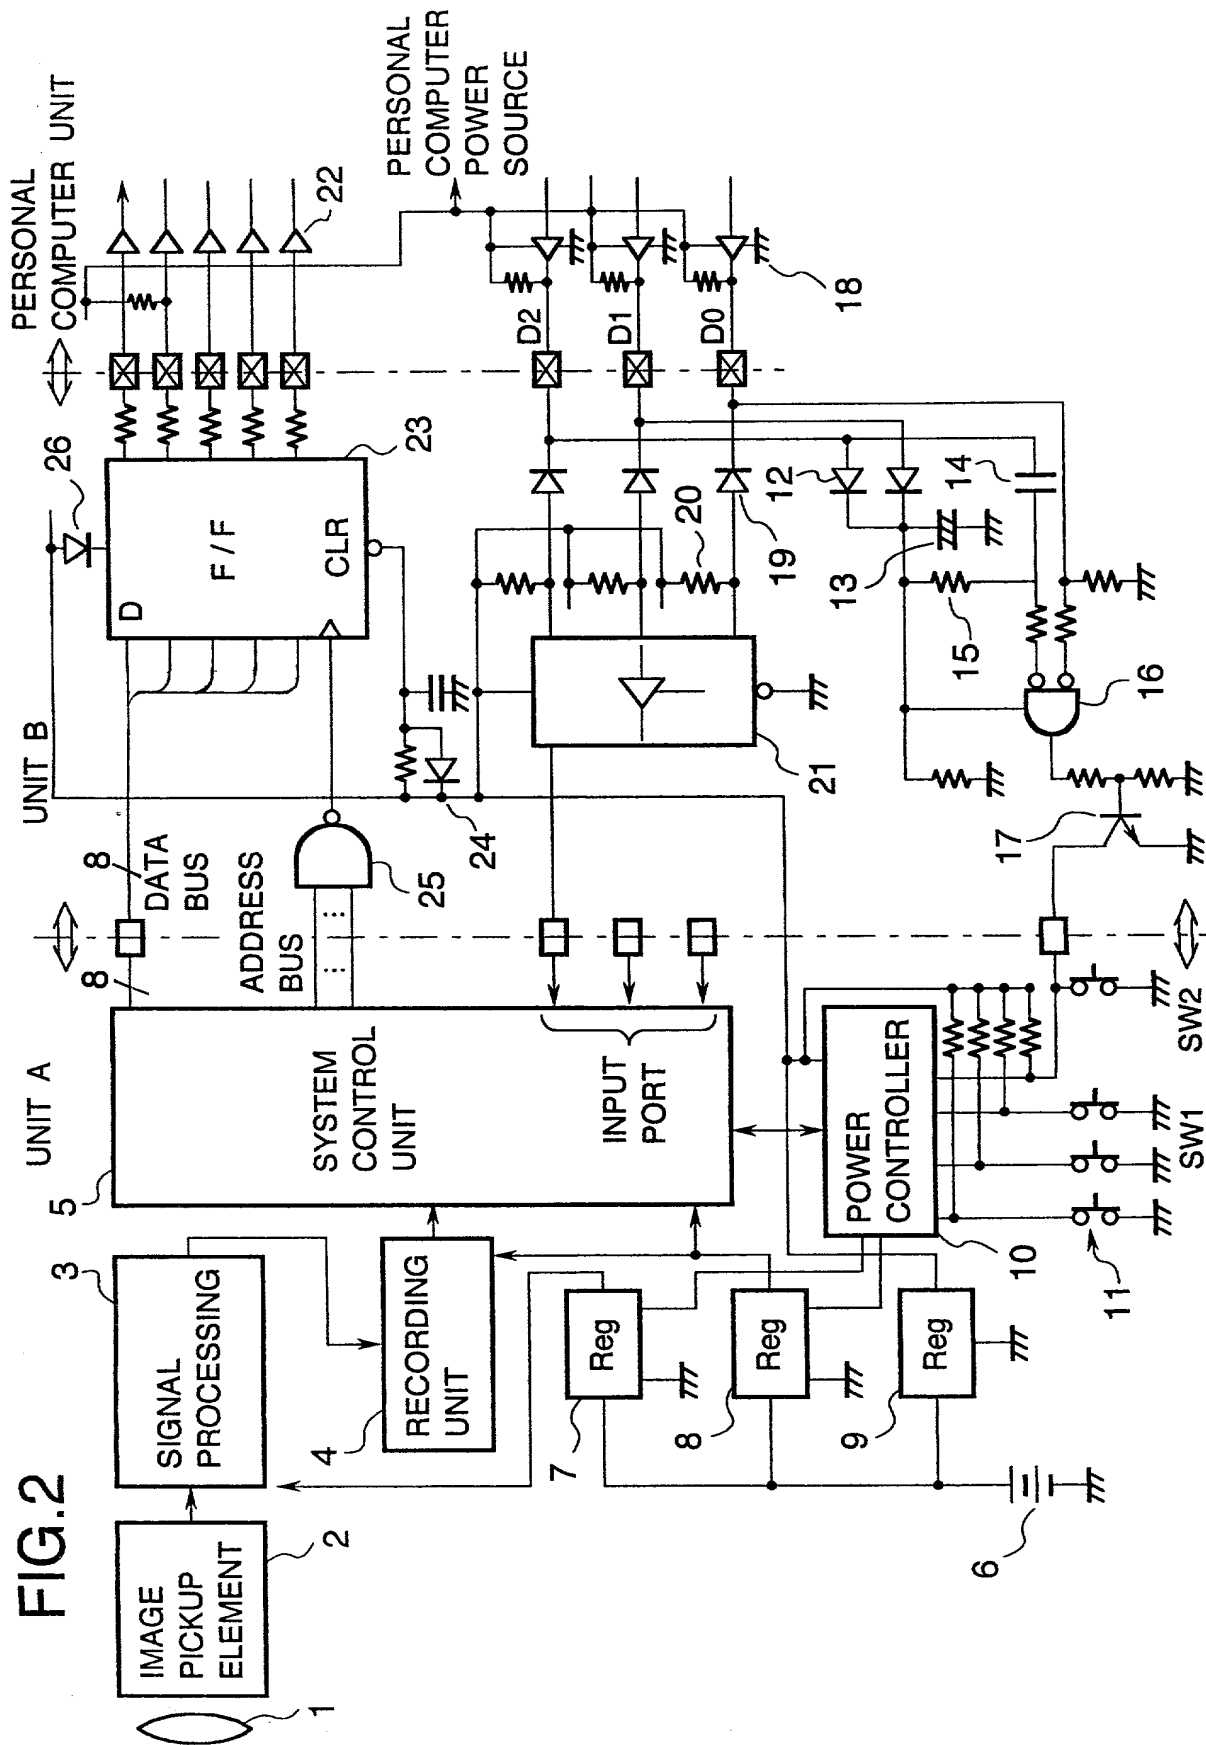 FIG.2
1
IMAGE
PICKUP
ELEMENT
2
SIGNAL
PROCESSING
3
RECORDING
UNIT
4
UNIT A
5
SYSTEM
CONTROL
UNIT
INPUT
PORT
Reg
7
Reg
8
Reg
9
6
POWER
CONTROLLER
10
11
SW1
SW2
8
8
DATA
BUS
ADDRESS
BUS
UNIT B
25
24
D
F/F
CLR
23
26
21
20
19
12
13
14
15
16
17
PERSONAL
COMPUTER UNIT
22
PERSONAL
COMPUTER
POWER
SOURCE
D2
D1
D0
18